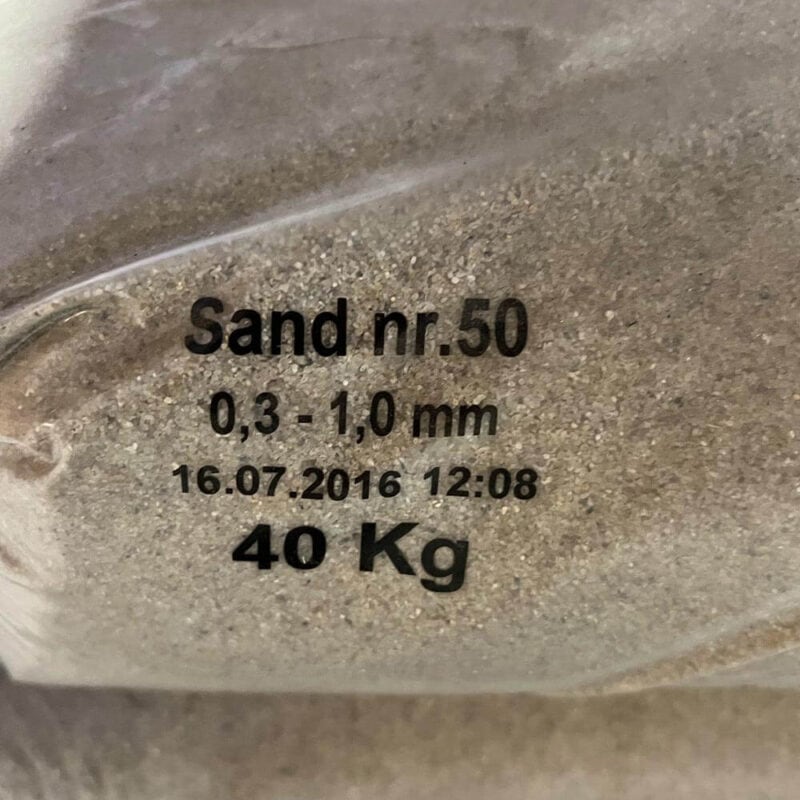 Sand nr.50
0,3 - 1,0 mm
16.07.2016 12:08
40 Kg